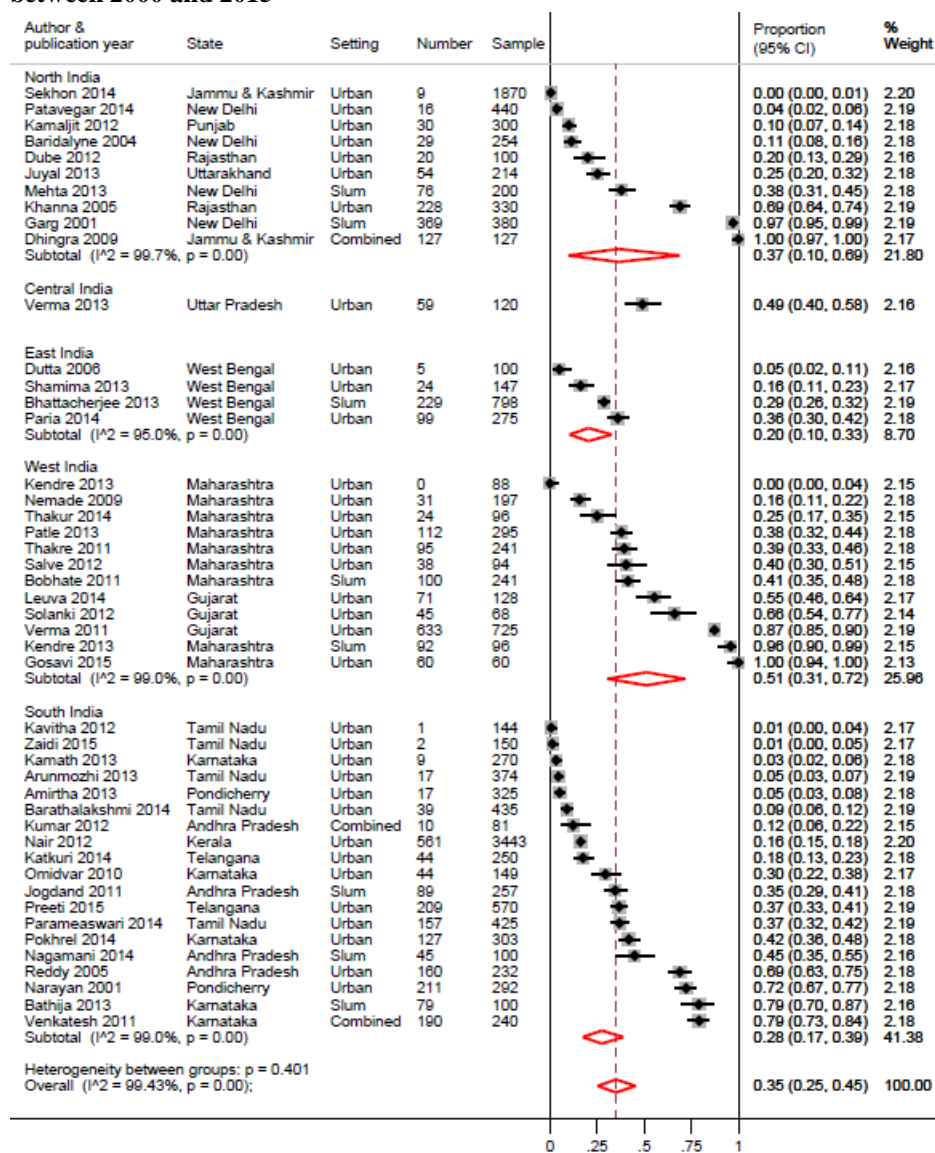 between 2000 and 2015
Author & publication year State Setting Number Sample Proportion (95% CI) % Weight
North India
Sekhon 2014 Jammu & Kashmir Urban 9 1870 0.00 (0.00, 0.01) 2.20
Patavegar 2014 New Delhi Urban 16 440 0.04 (0.02, 0.06) 2.19
Kamaljit 2012 Punjab Urban 30 300 0.10 (0.07, 0.14) 2.18
Baridalyne 2004 New Delhi Urban 29 254 0.11 (0.08, 0.16) 2.18
Dube 2012 Rajasthan Urban 20 100 0.20 (0.13, 0.29) 2.16
Juyal 2013 Uttarakhand Urban 54 214 0.25 (0.20, 0.32) 2.18
Mehta 2013 New Delhi Slum 76 200 0.38 (0.31, 0.45) 2.18
Khanna 2005 Rajasthan Urban 228 330 0.69 (0.64, 0.74) 2.19
Garg 2001 New Delhi Slum 369 380 0.97 (0.95, 0.99) 2.19
Dhingra 2009 Jammu & Kashmir Combined 127 127 1.00 (0.97, 1.00) 2.17
Subtotal (I^2 = 99.7%, p = 0.00) 0.37 (0.10, 0.69) 21.80
Central India
Verma 2013 Uttar Pradesh Urban 59 120 0.49 (0.40, 0.58) 2.16
East India
Dutta 2006 West Bengal Urban 5 100 0.05 (0.02, 0.11) 2.16
Shamima 2013 West Bengal Urban 24 147 0.16 (0.11, 0.23) 2.17
Bhattacherjee 2013 West Bengal Slum 229 798 0.29 (0.26, 0.32) 2.19
Paria 2014 West Bengal Urban 99 275 0.36 (0.30, 0.42) 2.18
Subtotal (I^2 = 95.0%, p = 0.00) 0.20 (0.10, 0.33) 8.70
West India
Kendre 2013 Maharashtra Urban 0 88 0.00 (0.00, 0.04) 2.15
Nemade 2009 Maharashtra Urban 31 197 0.16 (0.11, 0.22) 2.18
Thakur 2014 Maharashtra Urban 24 96 0.25 (0.17, 0.35) 2.15
Patle 2013 Maharashtra Urban 112 295 0.38 (0.32, 0.44) 2.18
Thakre 2011 Maharashtra Urban 95 241 0.39 (0.33, 0.46) 2.18
Salve 2012 Maharashtra Urban 38 94 0.40 (0.30, 0.51) 2.15
Bobhate 2011 Maharashtra Slum 100 241 0.41 (0.35, 0.48) 2.18
Leuva 2014 Gujarat Urban 71 128 0.55 (0.46, 0.64) 2.17
Solanki 2012 Gujarat Urban 45 68 0.66 (0.54, 0.77) 2.14
Verma 2011 Gujarat Urban 633 725 0.87 (0.85, 0.90) 2.19
Kendre 2013 Maharashtra Slum 92 96 0.96 (0.90, 0.99) 2.15
Gosavi 2015 Maharashtra Urban 60 60 1.00 (0.94, 1.00) 2.13
Subtotal (I^2 = 99.0%, p = 0.00) 0.51 (0.31, 0.72) 25.96
South India
Kavitha 2012 Tamil Nadu Urban 1 144 0.01 (0.00, 0.04) 2.17
Zaidi 2015 Tamil Nadu Urban 2 150 0.01 (0.00, 0.05) 2.17
Kamath 2013 Karnataka Urban 9 270 0.03 (0.02, 0.06) 2.18
Arunmozhi 2013 Tamil Nadu Urban 17 374 0.05 (0.03, 0.07) 2.19
Amirtha 2013 Pondicherry Urban 17 325 0.05 (0.03, 0.08) 2.18
Barathalakshmi 2014 Tamil Nadu Urban 39 435 0.09 (0.06, 0.12) 2.19
Kumar 2012 Andhra Pradesh Combined 10 81 0.12 (0.06, 0.22) 2.15
Nair 2012 Kerala Urban 561 3443 0.16 (0.15, 0.18) 2.20
Katkuri 2014 Telangana Urban 44 250 0.18 (0.13, 0.23) 2.18
Omidvar 2010 Karnataka Urban 44 149 0.30 (0.22, 0.38) 2.17
Jogdand 2011 Andhra Pradesh Slum 89 257 0.35 (0.29, 0.41) 2.18
Preeti 2015 Telangana Urban 209 570 0.37 (0.33, 0.41) 2.19
Parameaswari 2014 Tamil Nadu Urban 157 425 0.37 (0.32, 0.42) 2.19
Pokhrel 2014 Karnataka Urban 127 303 0.42 (0.36, 0.48) 2.18
Nagamani 2014 Andhra Pradesh Slum 45 100 0.45 (0.35, 0.55) 2.16
Reddy 2005 Andhra Pradesh Urban 160 232 0.69 (0.63, 0.75) 2.18
Narayan 2001 Pondicherry Urban 211 292 0.72 (0.67, 0.77) 2.18
Bathija 2013 Karnataka Slum 79 100 0.79 (0.70, 0.87) 2.16
Venkatesh 2011 Karnataka Combined 190 240 0.79 (0.73, 0.84) 2.18
Subtotal (I^2 = 99.0%, p = 0.00) 0.28 (0.17, 0.39) 41.38
Heterogeneity between groups: p = 0.401
Overall (I^2 = 99.43%, p = 0.00); 0.35 (0.25, 0.45) 100.00
0 .25 .5 .75 1